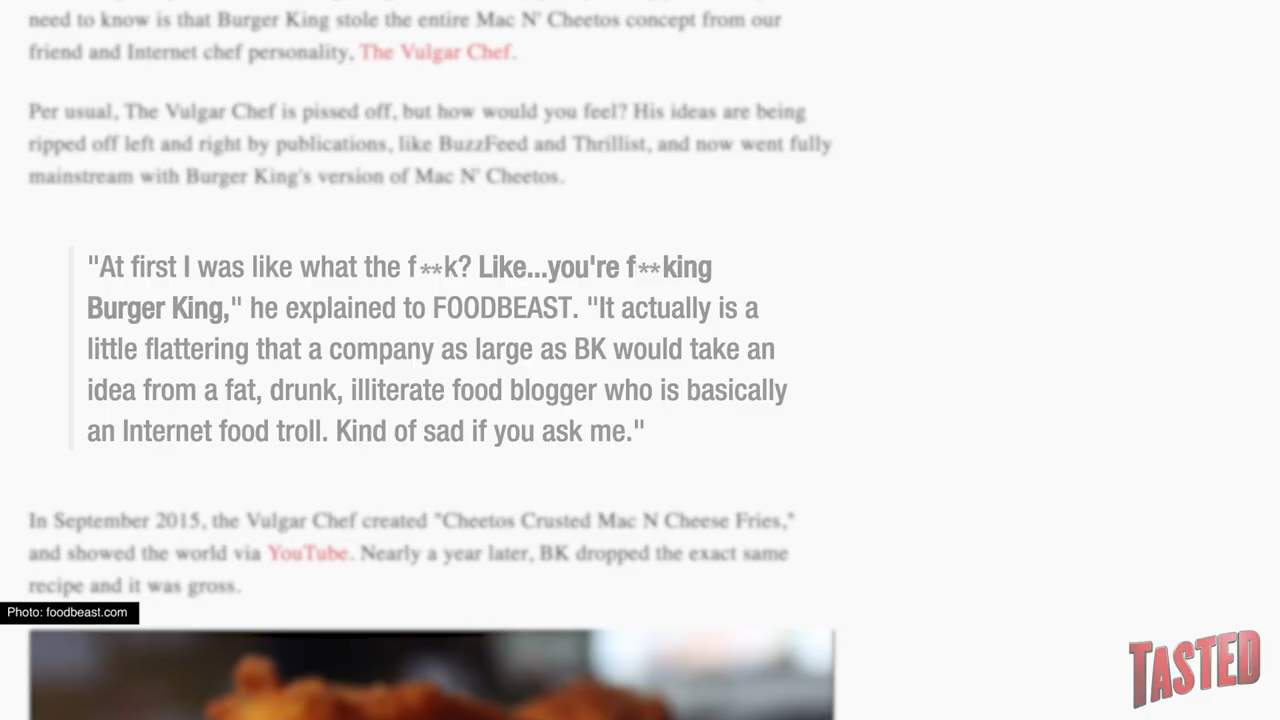 need to know is that Burger King stole the entire Mac N' Cheetos concept from our
friend and Internet chef personality, The Vulgar Chef.
Per usual, The Vulgar Chef is pissed off, but how would you feel? His ideas are being
ripped off left and right by publications, like BuzzFeed and Thrillist, and now went fully
mainstream with Burger King's version of Mac N' Cheetos.
"At first I was like what the f**k? Like...you're f**king
Burger King," he explained to FOODBEAST. "It actually is a
little flattering that a company as large as BK would take an
idea from a fat, drunk, illiterate food blogger who is basically
an Internet food troll. Kind of sad if you ask me."
In September 2015, the Vulgar Chef created "Cheetos Crusted Mac N Cheese Fries,"
and showed the world via YouTube. Nearly a year later, BK dropped the exact same
recipe and it was gross.
Photo: foodbeast.com
TASTED